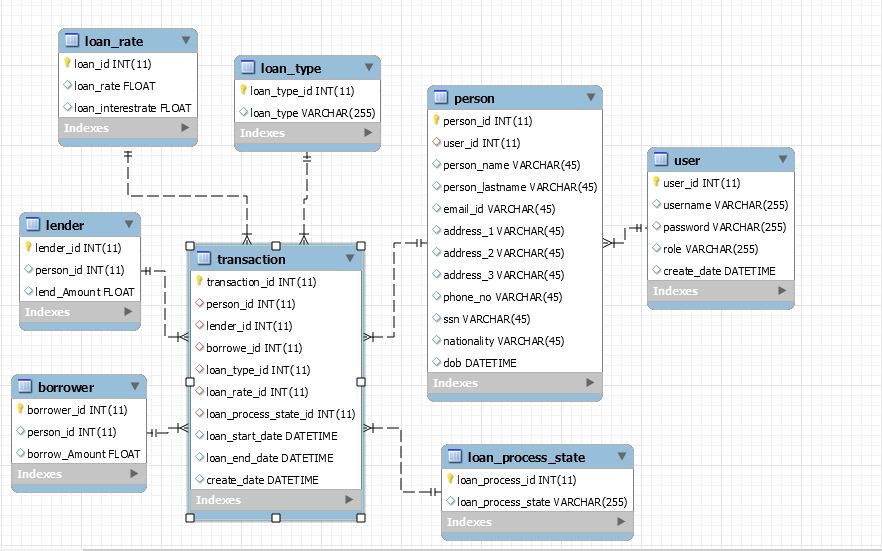 loan_rate
loan_id INT(11)
loan_rate FLOAT
loan_interestrate FLOAT
Indexes
loan_type
loan_type_id INT(11)
loan_type VARCHAR(255)
Indexes
person
person_id INT(11)
user_id INT(11)
person_name VARCHAR(45)
person_lastname VARCHAR(45)
email_id VARCHAR(45)
address_1 VARCHAR(45)
address_2 VARCHAR(45)
address_3 VARCHAR(45)
phone_no VARCHAR(45)
ssn VARCHAR(45)
nationality VARCHAR(45)
dob DATETIME
Indexes
user
user_id INT(11)
username VARCHAR(255)
password VARCHAR(255)
role VARCHAR(255)
create_date DATETIME
Indexes
lender
lender_id INT(11)
person_id INT(11)
lend_Amount FLOAT
Indexes
transaction
transaction_id INT(11)
person_id INT(11)
lender_id INT(11)
borrowe_id INT(11)
loan_type_id INT(11)
loan_rate_id INT(11)
loan_process_state_id INT(11)
loan_start_date DATETIME
loan_end_date DATETIME
create_date DATETIME
Indexes
borrower
borrower_id INT(11)
person_id INT(11)
borrow_Amount FLOAT
Indexes
loan_process_state
loan_process_id INT(11)
loan_process_state VARCHAR(255)
Indexes